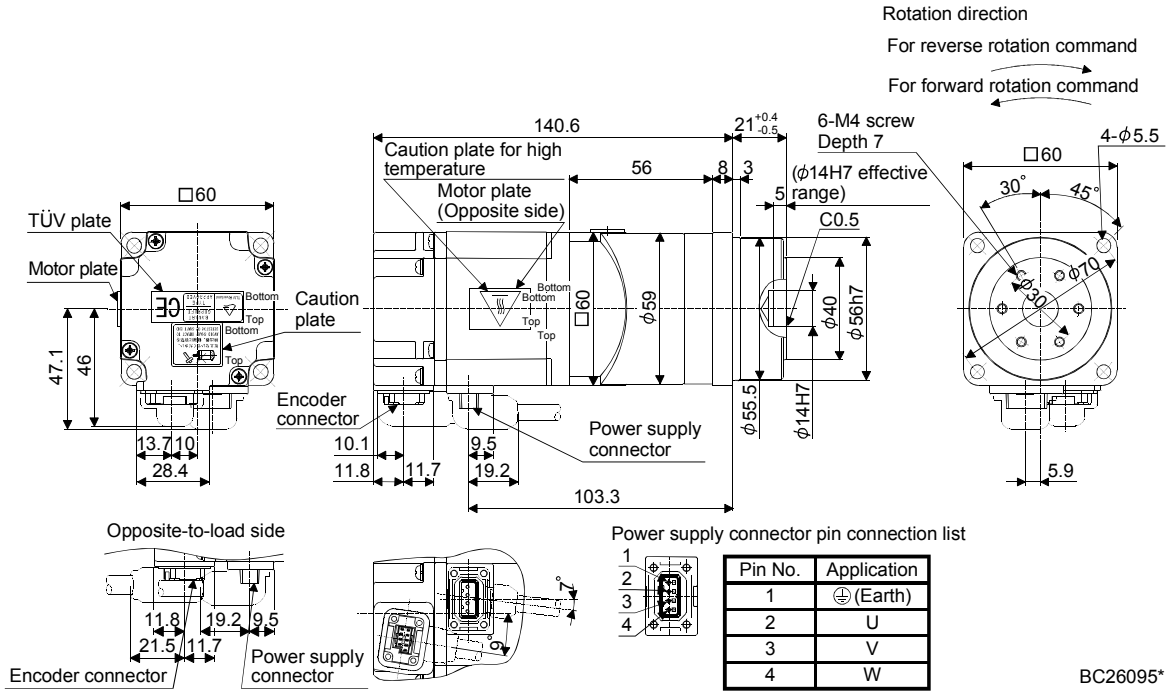 Rotation direction
For reverse rotation command
For forward rotation command
140.6
21 +0.4 -0.5
6-M4 screw
Depth 7
4-ϕ5.5
Caution plate for high
temperature
Motor plate
(Opposite side)
56
8
3
(ϕ14H7 effective
range)
5
C0.5
□60
30°
45°
□60
TÜV plate
Motor plate
Bottom
Top
Bottom
Top
Caution
plate
CE
Bottom
Bottom
Top
Top
□60
ϕ59
ϕ40
ϕ56h7
ϕ70
ϕ30
47.1
46
Encoder
connector
ϕ55.5
ϕ14H7
13.7
10
28.4
10.1
9.5
Power supply
connector
11.8
11.7
19.2
103.3
5.9
Opposite-to-load side
Power supply connector pin connection list
1
2
3
4
Pin No.
Application
1
(Earth)
2
U
3
V
4
W
7°
6°
11.8
19.2
9.5
21.5
11.7
Encoder connector
Power supply
connector
BC26095*